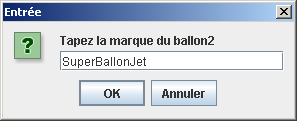 Entrée
Tapez la marque du ballon2
SuperBallonJet
OK
Annuler